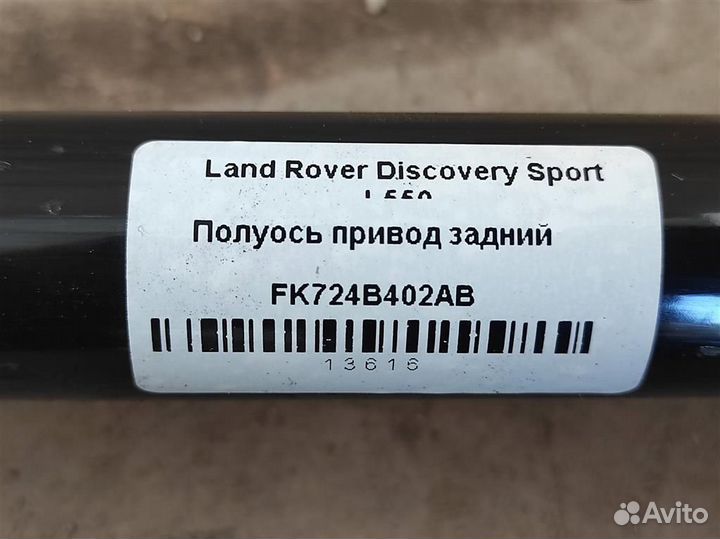 Land Rover Discovery Sport
L550
Полуось привод задний
FK724B402AB
13616
Avito